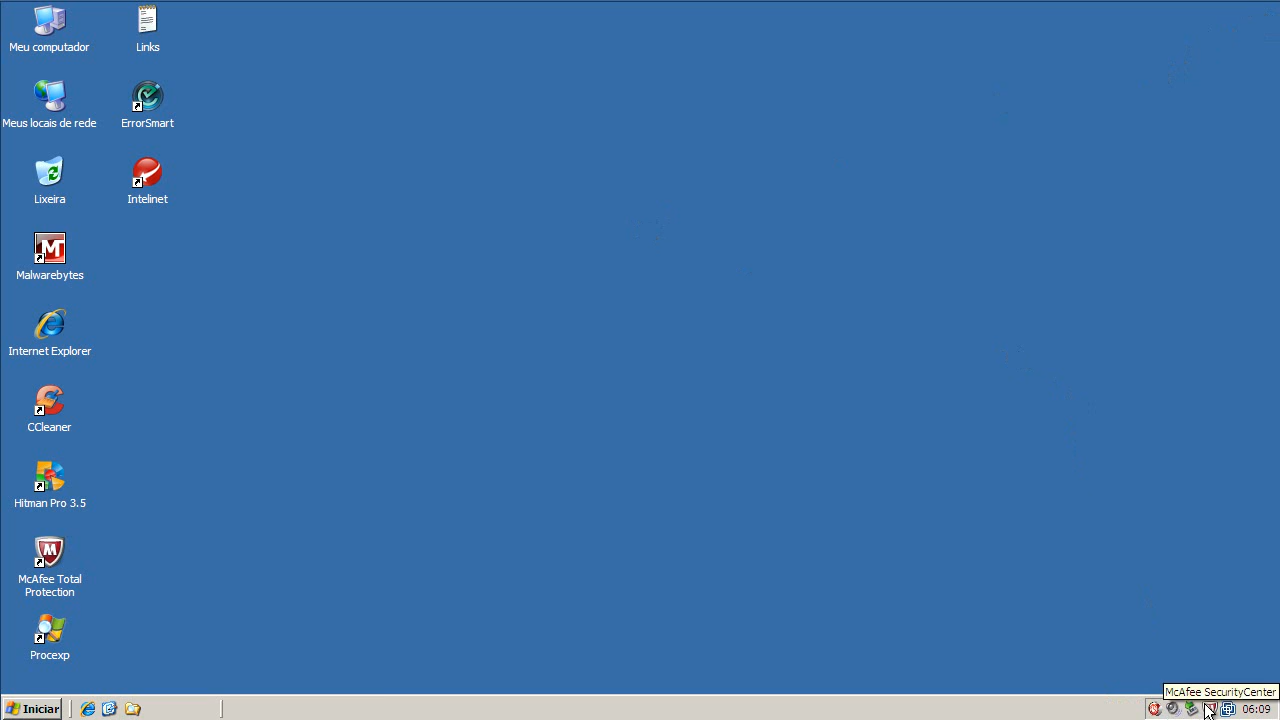 Meu computador
Links
Meus locais de rede
ErrorSmart
Lixeira
Intelinet
Malwarebytes
Internet Explorer
CCleaner
Hitman Pro 3.5
McAfee Total
Protection
Procexp
McAfee SecurityCenter
Iniciar
06:09